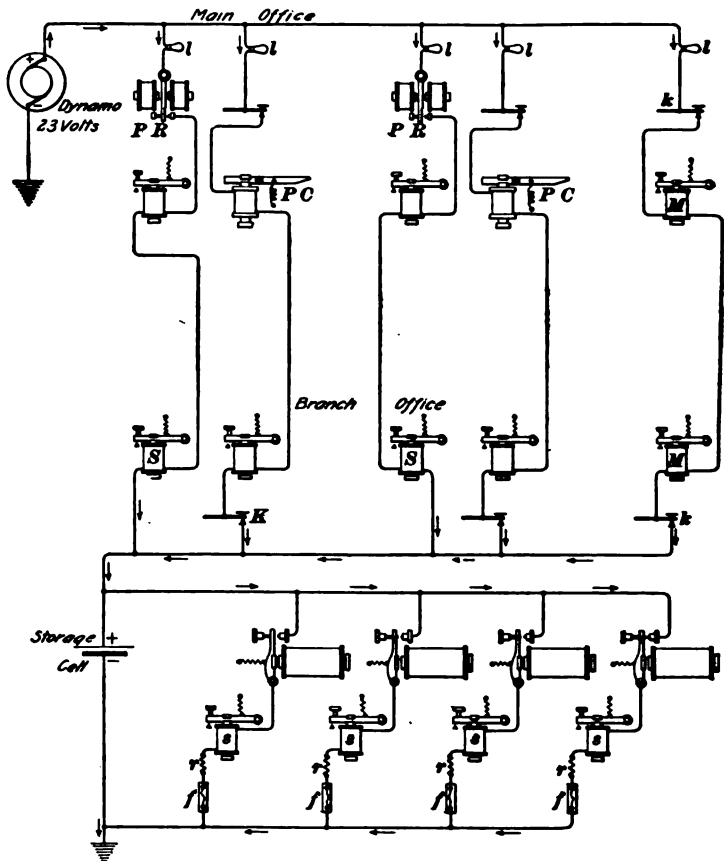 Main Office
l l l l l
+
−
Dynamo
23 Volts
P R P R k
P C P C M
Branch Office
S S M
K k
Storage +
Cell −
s s s s
r r r r
f f f f